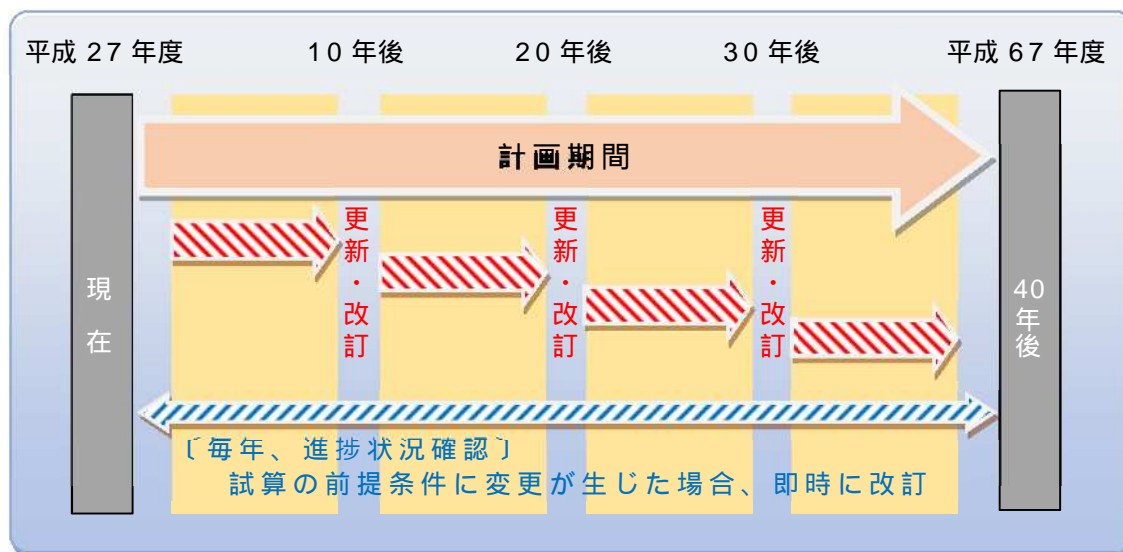 平成 27 年度
10 年後
20 年後
30 年後
平成 67 年度
計画期間
現在
更新・改訂
更新・改訂
更新・改訂
40年後
〔毎年、進捗状況確認〕
試算の前提条件に変更が生じた場合、即時に改訂